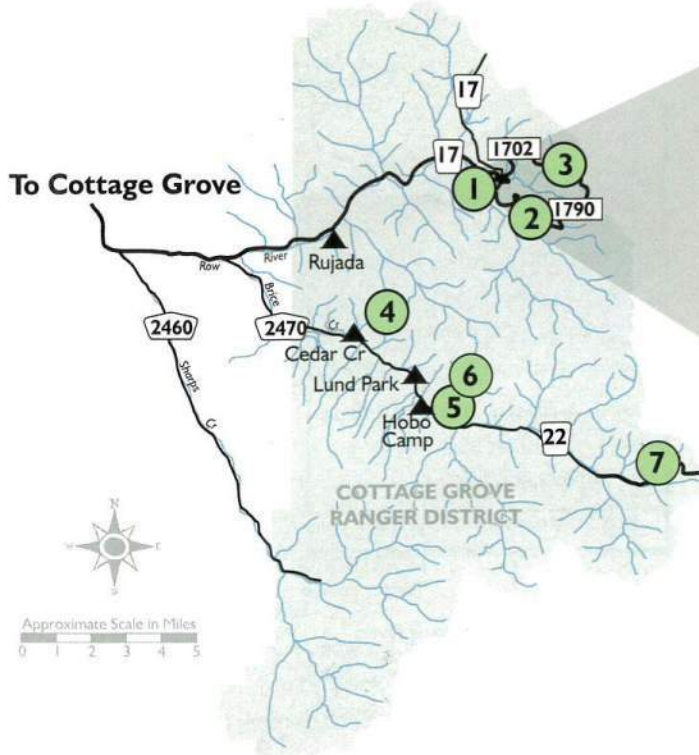 17
1702
17
3
To Cottage Grove
1
2
1790
River
Row
Rujada
Brice
4
2460
2470
Cr.
Cedar Cr
Sharps
6
Lund Park
5
Hobo
Camp
Cr
22
7
COTTAGE GROVE
RANGER DISTRICT
N
W
E
S
Approximate Scale in Miles
0 1 2 3 4 5